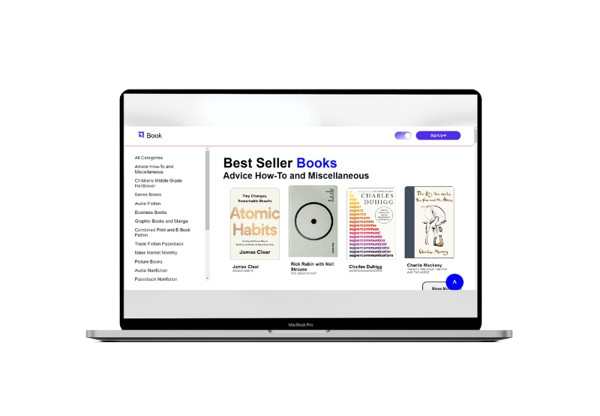 Book
Signup
All Categories
Advice How-To and
Miscellaneous
Childrens Middle Grade
Hardcover
Series Books
Audio Fiction
Business Books
Graphic Books and Manga
Combined Print and E-Book
Fiction
Trade Fiction Paperback
Mass Market Monthly
Picture Books
Audio Nonfiction
Paperback Nonfiction
Best Seller Books
Advice How-To and Miscellaneous
Tiny Changes,
Remarkable Results
Atomic
Habits
James Clear
James Clear
ATOMIC HABITS
Rick Rubin with Neil
Strauss
THE CREATIVE ACT
CHARLES
DUHIGG
supercommunicators
Charles Duhigg
SUPERCOMMUNICATORS
The Boy, the mole,
the fox and the Horse
Charlie Mackesy
Charlie Mackesy
THE BOY, THE MOLE, THE FOX
AND THE HORSE
MacBook Pro